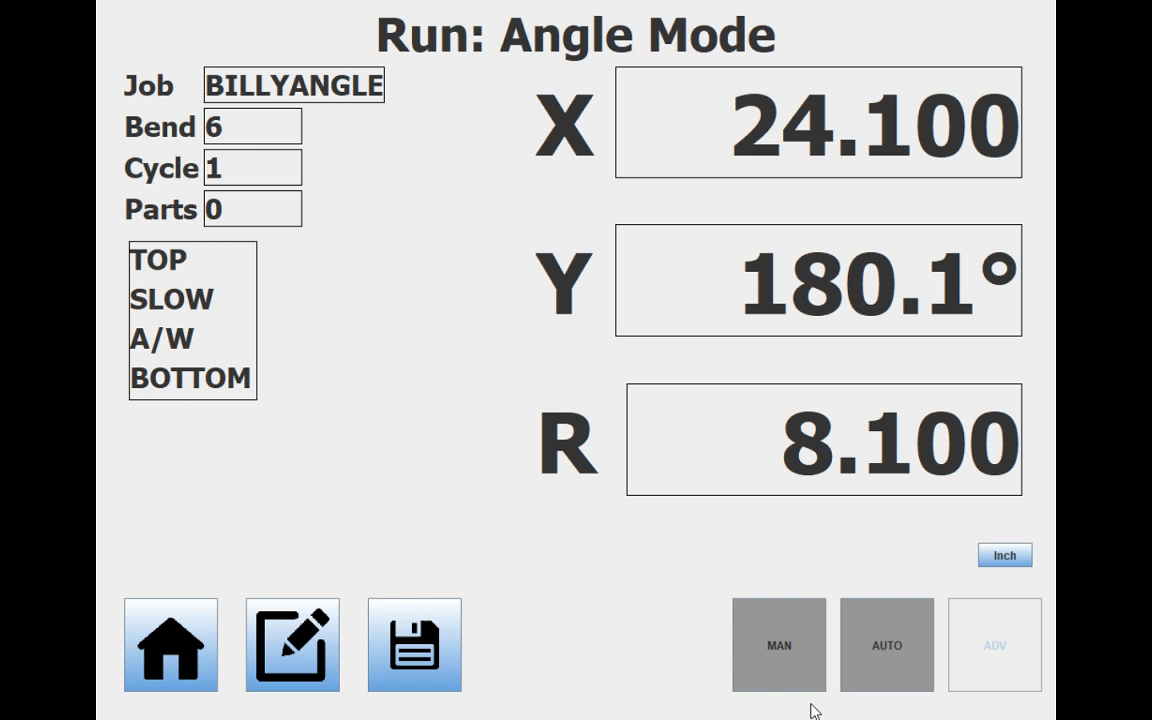 Run: Angle Mode
Job BILLYANGLE
Bend 6
Cycle 1
Parts 0
TOP
SLOW
A/W
BOTTOM
X 24.100
Y 180.1°
R 8.100
Inch
MAN AUTO ADV